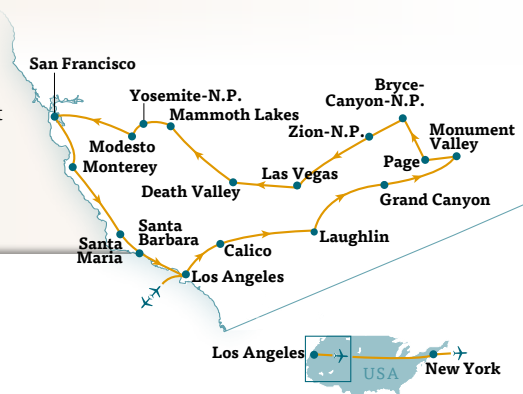 San Francisco
Yosemite-N.P.
Mammoth Lakes
Bryce-
Canyon-N.P.
Zion-N.P.
Monument
Valley
Modesto
Page
Monterey
Las Vegas
Death Valley
Grand Canyon
Santa
Barbara
Santa
Maria
Calico
Laughlin
Los Angeles
Los Angeles
New York
USA